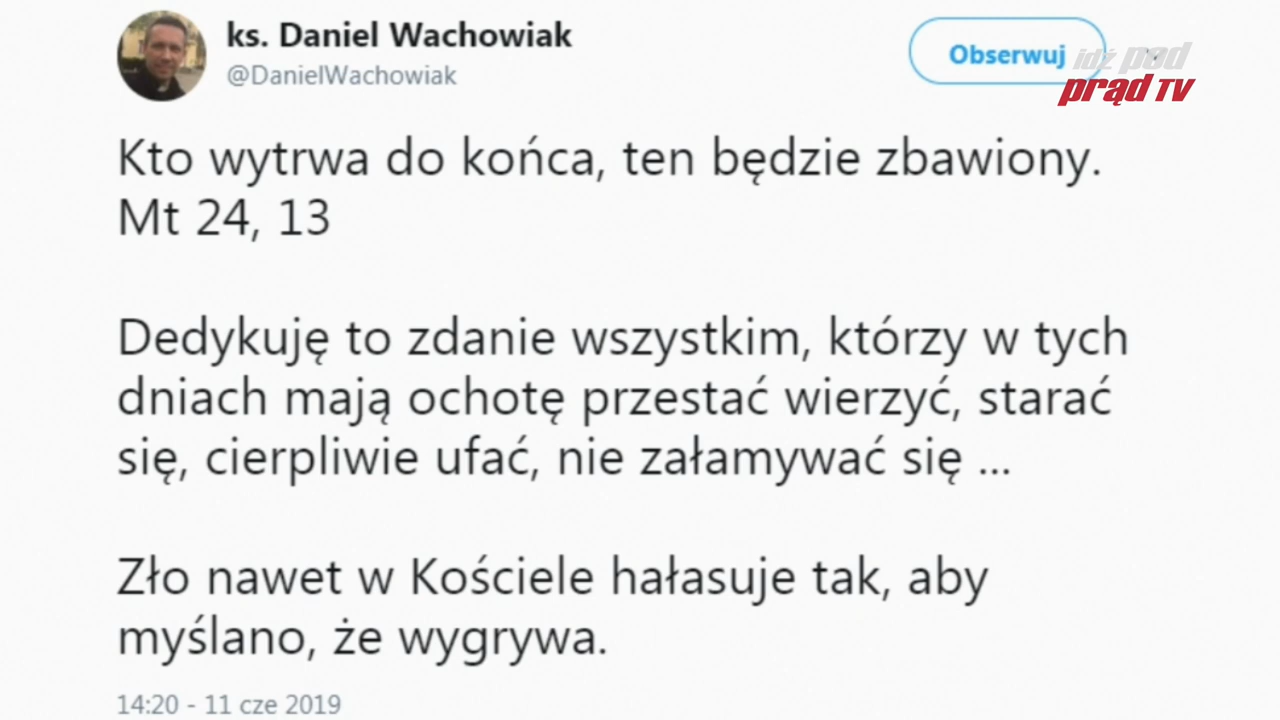 ks. Daniel Wachowiak
@DanielWachowiak
Obserwuj
idź pod
prąd TV
Kto wytrwa do końca, ten będzie zbawiony.
Mt 24, 13
Dedykuję to zdanie wszystkim, którzy w tych
dniach mają ochotę przestać wierzyć, starać
się, cierpliwie ufać, nie załamywać się ...
Zło nawet w Kościele hałasuje tak, aby
myślano, że wygrywa.
14:20 - 11 cze 2019